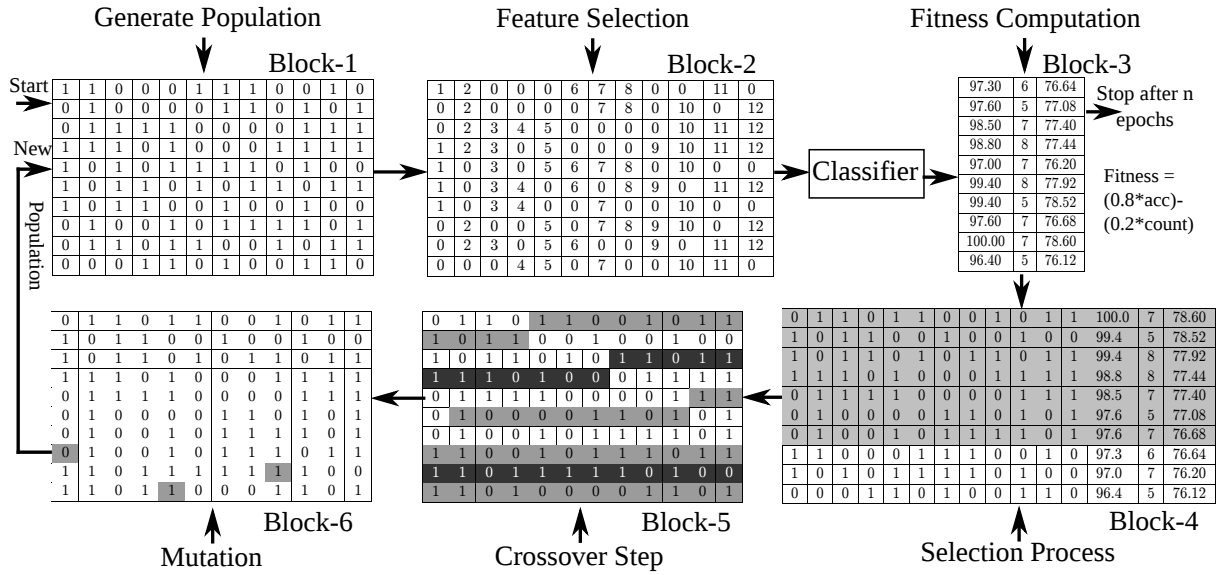 Generate Population
Feature Selection
Fitness Computation
Block-1
Block-2
Block-3
Start
New
Population
1 1 0 0 0 1 1 1 0 0 1 0
0 1 0 0 0 0 1 1 0 1 0 1
0 1 1 1 1 0 0 0 0 1 1 1
1 1 1 0 1 0 0 0 1 1 1 1
1 0 1 0 1 1 1 1 0 1 0 0
1 0 1 1 0 1 0 1 1 0 1 1
1 0 1 1 0 0 1 0 0 1 0 0
0 1 0 0 1 0 1 1 1 1 0 1
0 1 1 0 1 1 0 0 1 0 1 1
0 0 0 1 1 0 1 0 0 1 1 0
1 2 0 0 0 6 7 8 0 0 11 0
0 2 0 0 0 0 7 8 0 10 0 12
0 2 3 4 5 0 0 0 0 10 11 12
1 2 3 0 5 0 0 0 9 10 11 12
1 0 3 0 5 6 7 8 0 10 0 0
1 0 3 4 0 6 0 8 9 0 11 12
1 0 3 4 0 0 7 0 0 10 0 0
0 2 0 0 5 0 7 8 9 10 0 12
0 2 3 0 5 6 0 0 9 0 11 12
0 0 0 4 5 0 7 0 0 10 11 0
Classifier
97.30 6 76.64
97.60 5 77.08
98.50 7 77.40
98.80 8 77.44
97.00 7 76.20
99.40 8 77.92
99.40 5 78.52
97.60 7 76.68
100.00 7 78.60
96.40 5 76.12
Stop after n
epochs
Fitness =
(0.8*acc)-
(0.2*count)
0 1 1 0 1 1 0 0 1 0 1 1
1 0 1 1 0 0 1 0 0 1 0 0
1 0 1 1 0 1 0 1 1 0 1 1
1 1 1 0 1 0 0 0 1 1 1 1
0 1 1 1 1 0 0 0 0 1 1 1
0 1 0 0 0 0 1 1 0 1 0 1
0 1 0 0 1 0 1 1 1 1 0 1
0 0 1 1 1 1 0 0 1 0 1 1
1 1 0 1 1 1 1 1 1 1 0 0
1 1 0 1 1 0 0 0 1 1 0 1
Block-6
Mutation
0 1 1 0 1 1 0 0 1 0 1 1
1 0 1 1 0 0 1 0 0 1 0 0
1 0 1 1 0 1 0 1 1 0 1 1
1 1 1 0 1 0 0 0 1 1 1 1
0 1 1 1 1 0 0 0 0 1 1 1
0 1 0 0 0 0 1 1 0 1 0 1
0 1 0 0 1 0 1 1 1 1 0 1
1 0 1 1 1 1 0 0 1 0 1 1
1 1 0 1 1 1 1 1 0 1 0 0
1 1 0 1 0 0 0 0 1 1 0 1
Block-5
Crossover Step
0 1 1 0 1 1 0 0 1 0 1 1 100.0 7 78.60
1 0 1 1 0 0 1 0 0 1 0 0 99.4 5 78.52
1 0 1 1 0 1 0 1 1 0 1 1 99.4 8 77.92
1 1 1 0 1 0 0 0 1 1 1 1 98.8 8 77.44
0 1 1 1 1 0 0 0 0 1 1 1 98.5 7 77.40
0 1 0 0 0 0 1 1 0 1 0 1 97.6 5 77.08
0 1 0 0 1 0 1 1 1 1 0 1 97.6 7 76.68
1 1 0 0 0 1 1 1 0 0 1 0 97.3 6 76.64
1 0 1 0 1 1 1 1 0 1 0 0 97.0 7 76.20
0 0 0 1 1 0 1 0 0 1 1 0 96.4 5 76.12
Block-4
Selection Process